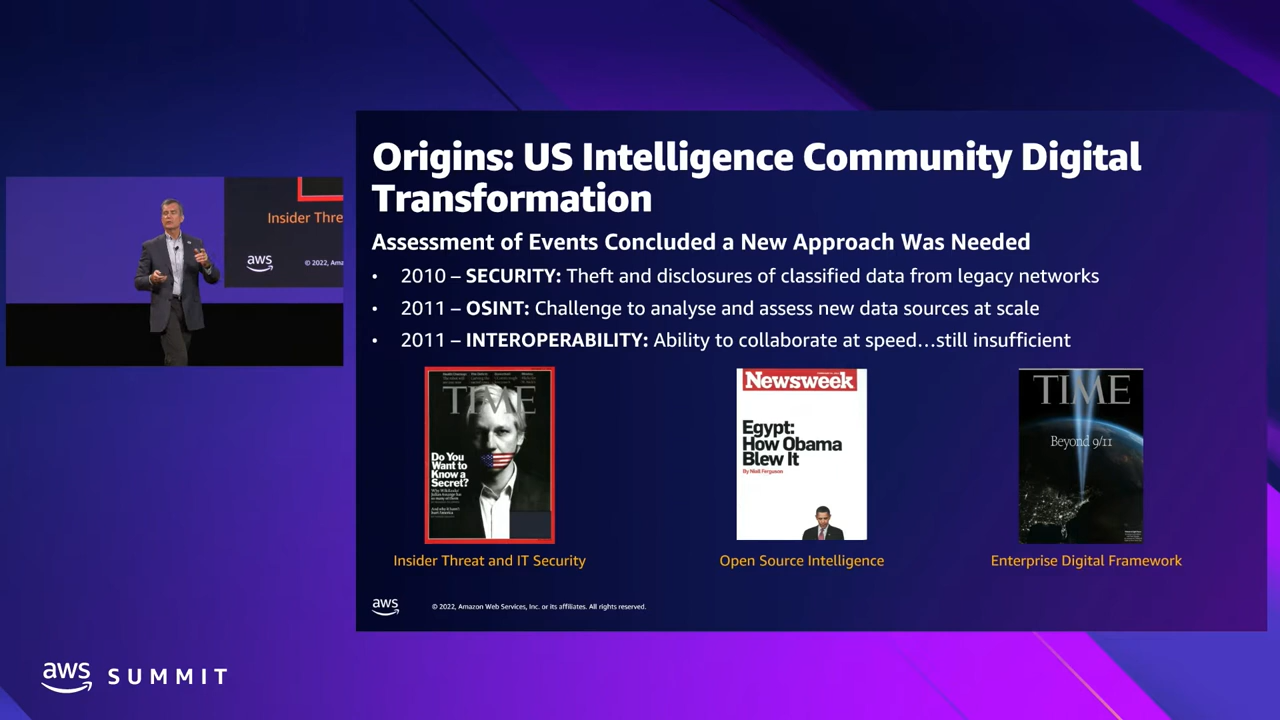 Origins: US Intelligence Community Digital
Transformation
Assessment of Events Concluded a New Approach Was Needed
• 2010 – SECURITY: Theft and disclosures of classified data from legacy networks
• 2011 – OSINT: Challenge to analyse and assess new data sources at scale
• 2011 – INTEROPERABILITY: Ability to collaborate at speed…still insufficient
Insider Thre
aws
© 2022, Ama
TIME
Do You
Want to
Know a
Secret?
Newsweek
Egypt:
How Obama
Blew It
By Niall Ferguson
TIME
Beyond 9/11
Insider Threat and IT Security
Open Source Intelligence
Enterprise Digital Framework
aws
© 2022, Amazon Web Services, Inc. or its affiliates. All rights reserved.
aws SUMMIT